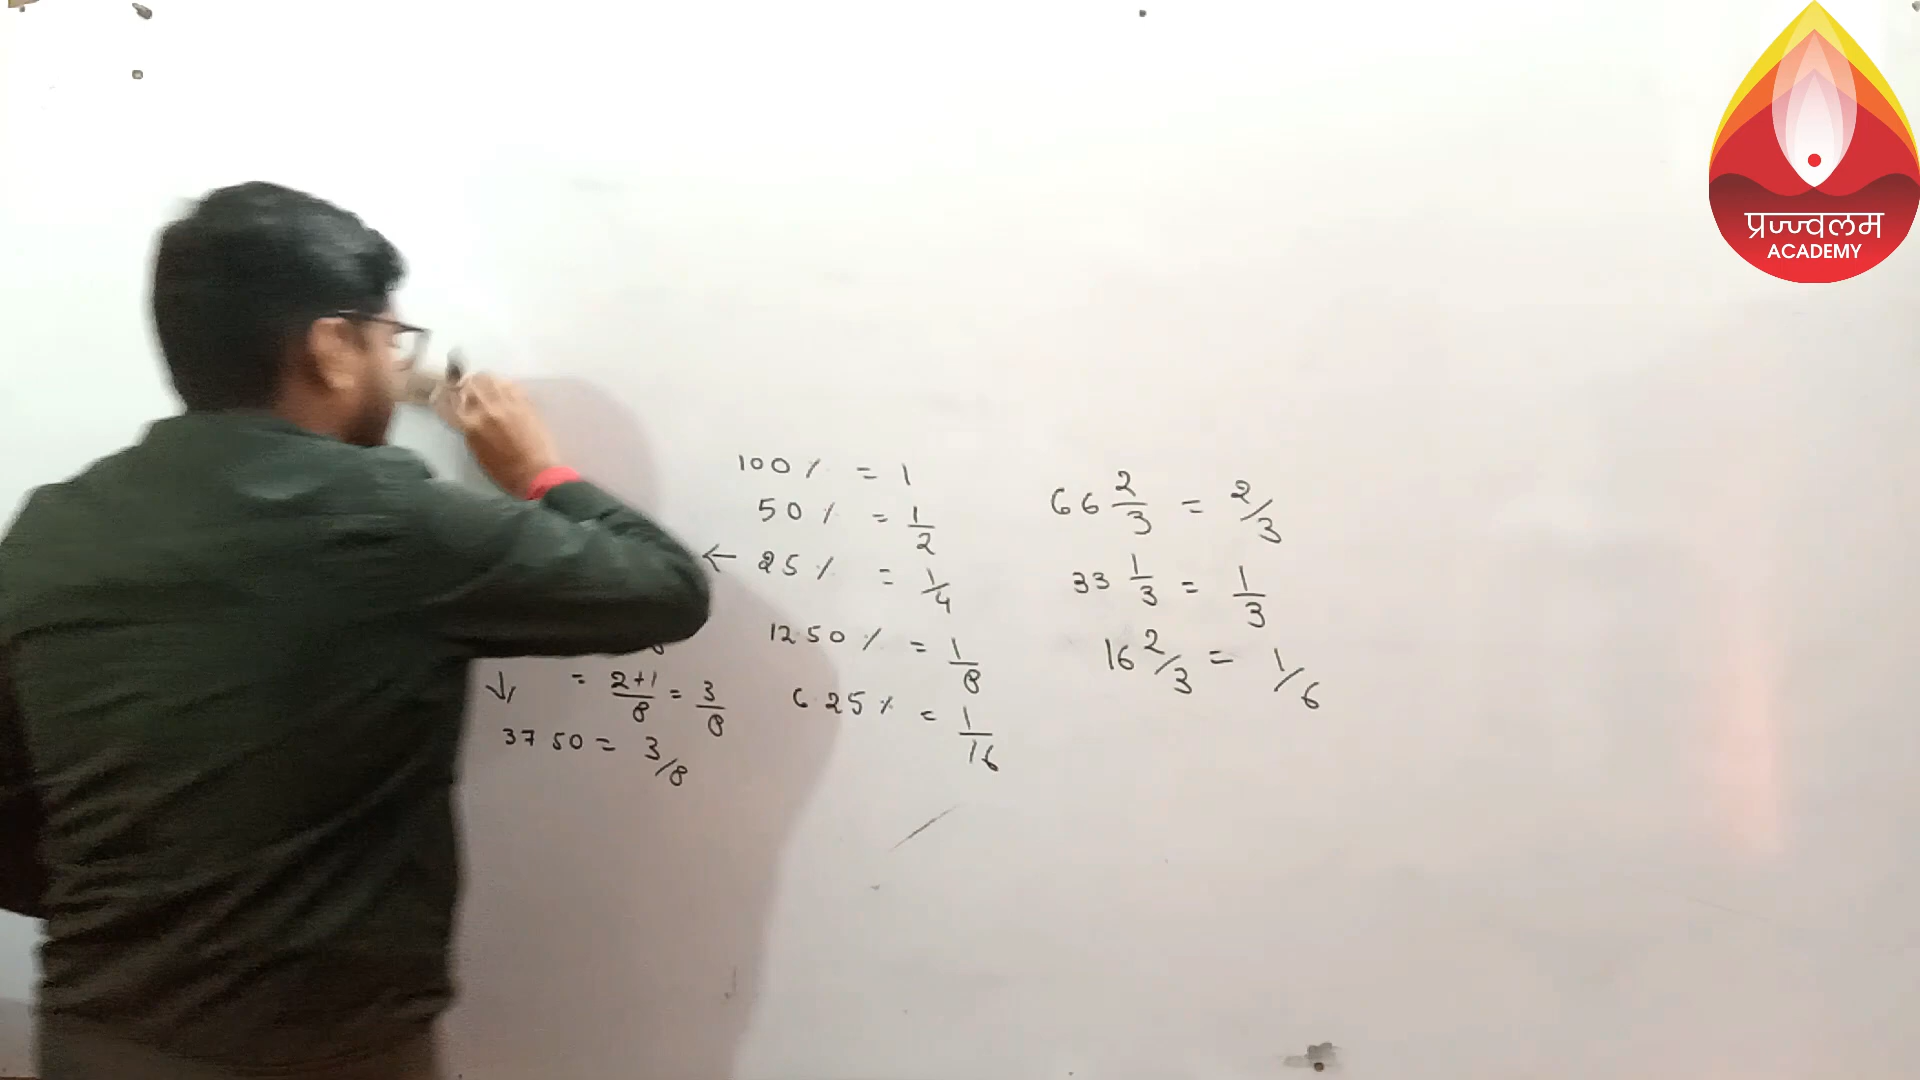 प्रज्ज्वलम
ACADEMY
100 % = 1
50 % = 1/2
← 25 % = 1/4
12.50 % = 1/8
6.25 % = 1/16
66 2/3 = 2/3
33 1/3 = 1/3
16 2/3 = 1/6
= 2+1/8 = 3/8
37 50 = 3/8